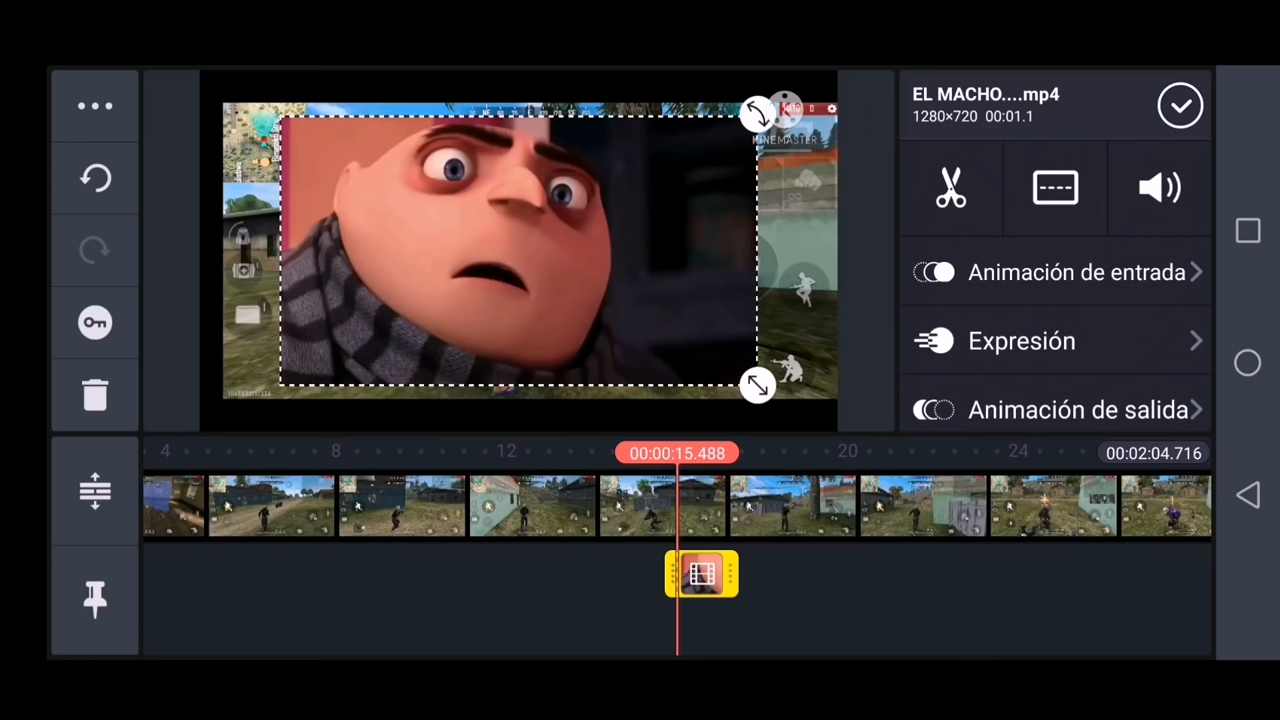 EL MACHO....mp4
1280×720 00:01.1
KINEMASTER
Animación de entrada
Expresión
Animación de salida
4 8 12 00:00:15.488 20 24 00:02:04.716